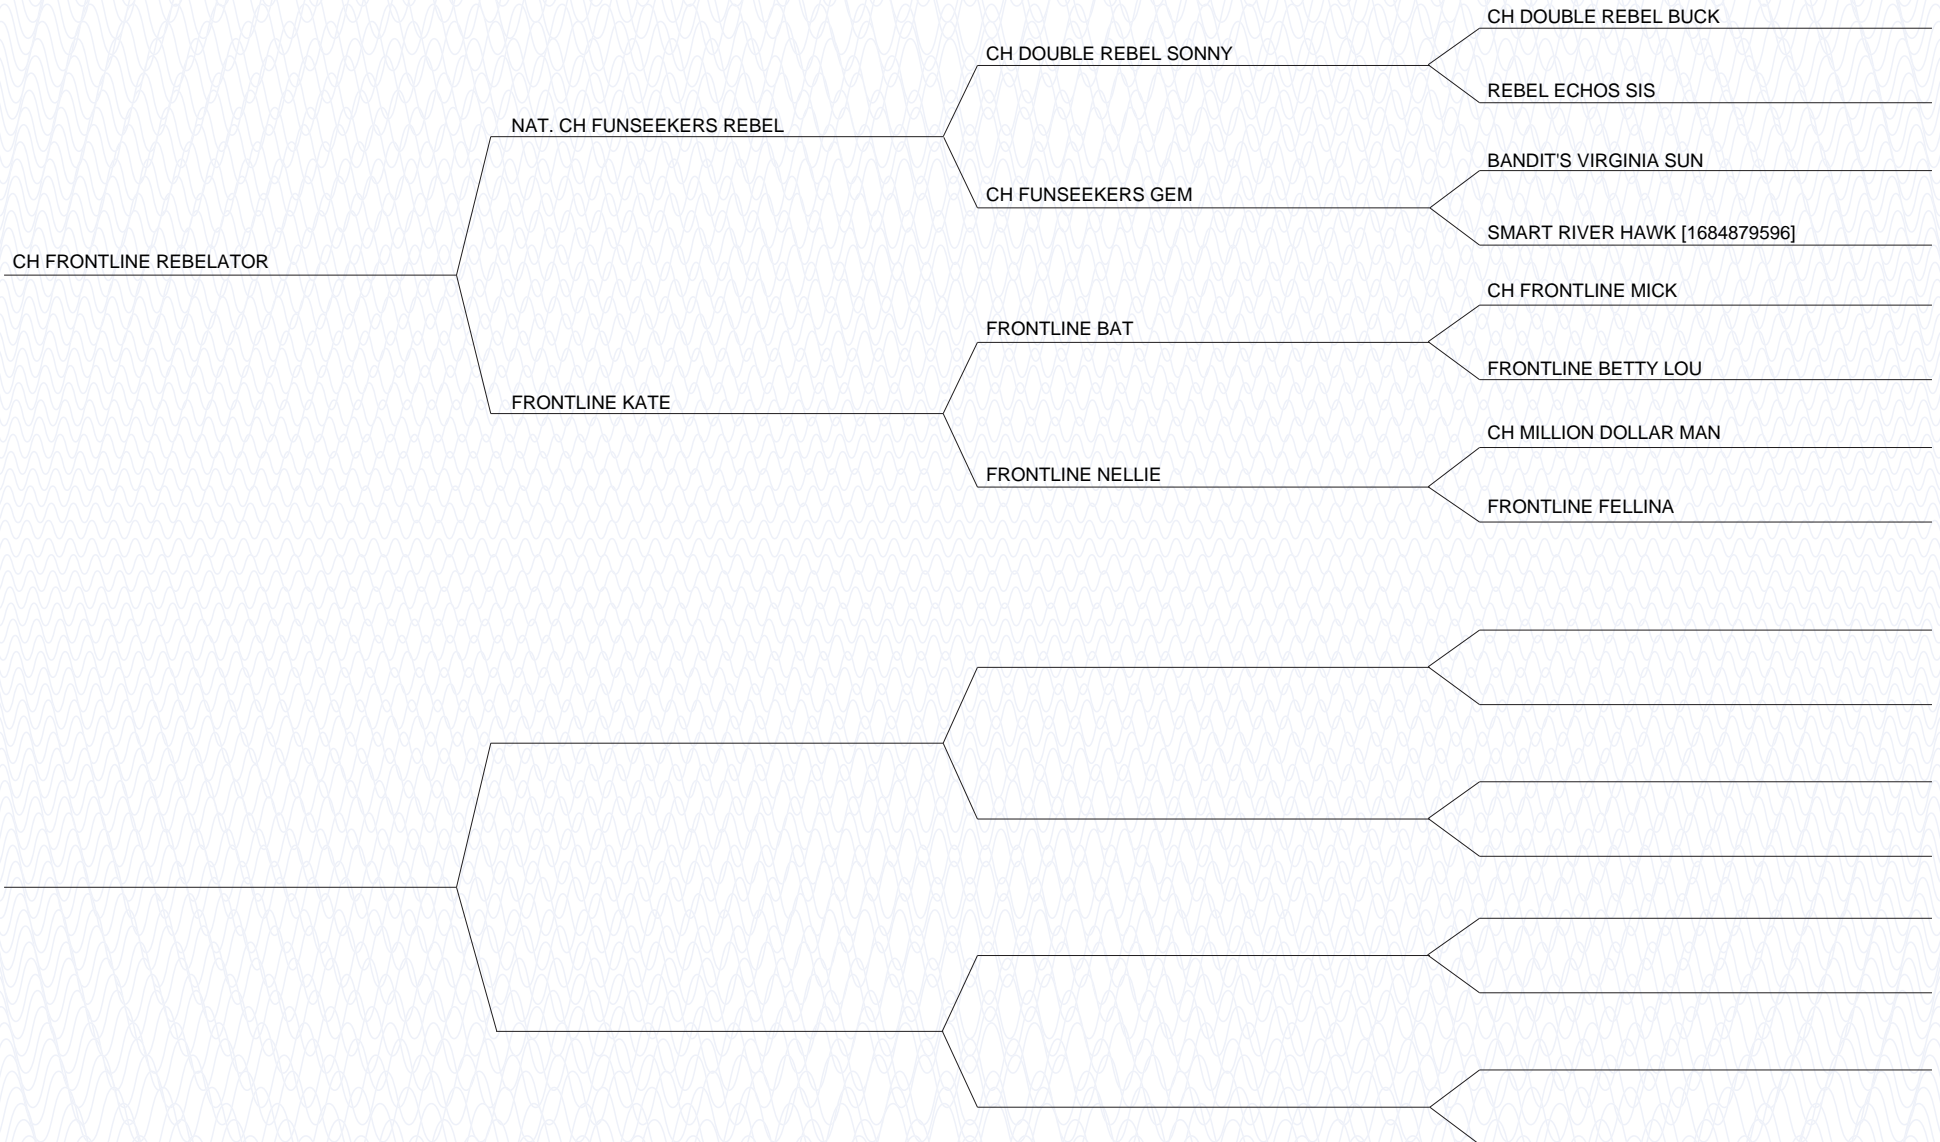 CH DOUBLE REBEL BUCK
CH DOUBLE REBEL SONNY
REBEL ECHOS SIS
NAT. CH FUNSEEKERS REBEL
BANDIT'S VIRGINIA SUN
CH FUNSEEKERS GEM
SMART RIVER HAWK [1684879596]
CH FRONTLINE REBELATOR
CH FRONTLINE MICK
FRONTLINE BAT
FRONTLINE BETTY LOU
FRONTLINE KATE
CH MILLION DOLLAR MAN
FRONTLINE NELLIE
FRONTLINE FELLINA